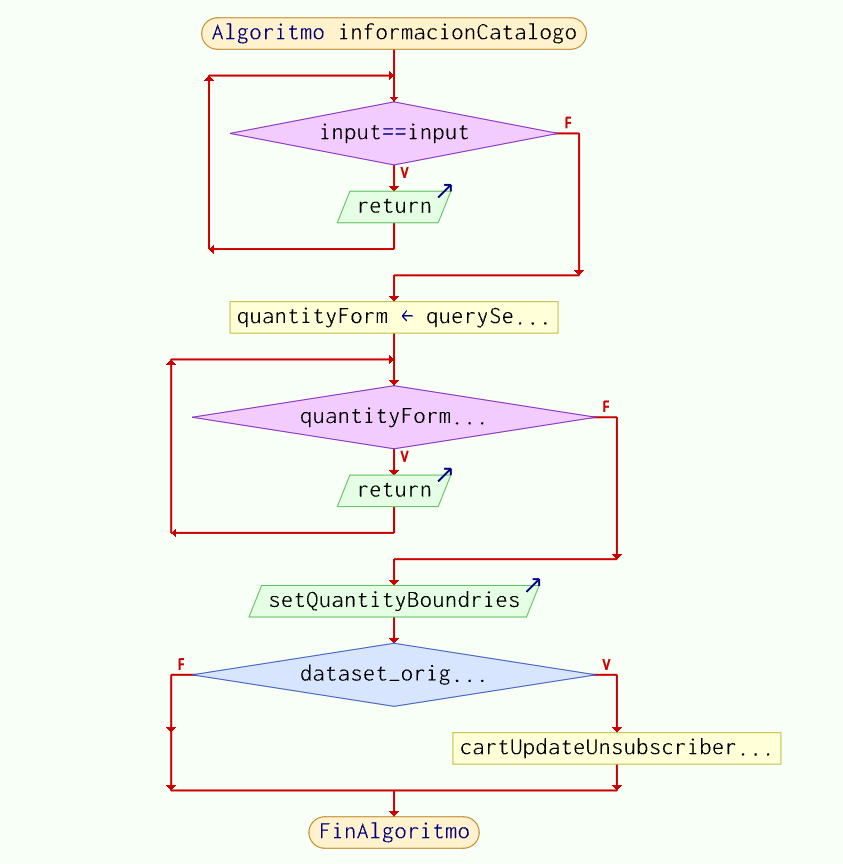 Algoritmo informacionCatalogo
input==input
F
V
return
quantityForm ← querySe...
quantityForm...
F
V
return
setQuantityBoundries
F
dataset_orig...
V
cartUpdateUnsubscriber...
FinAlgoritmo